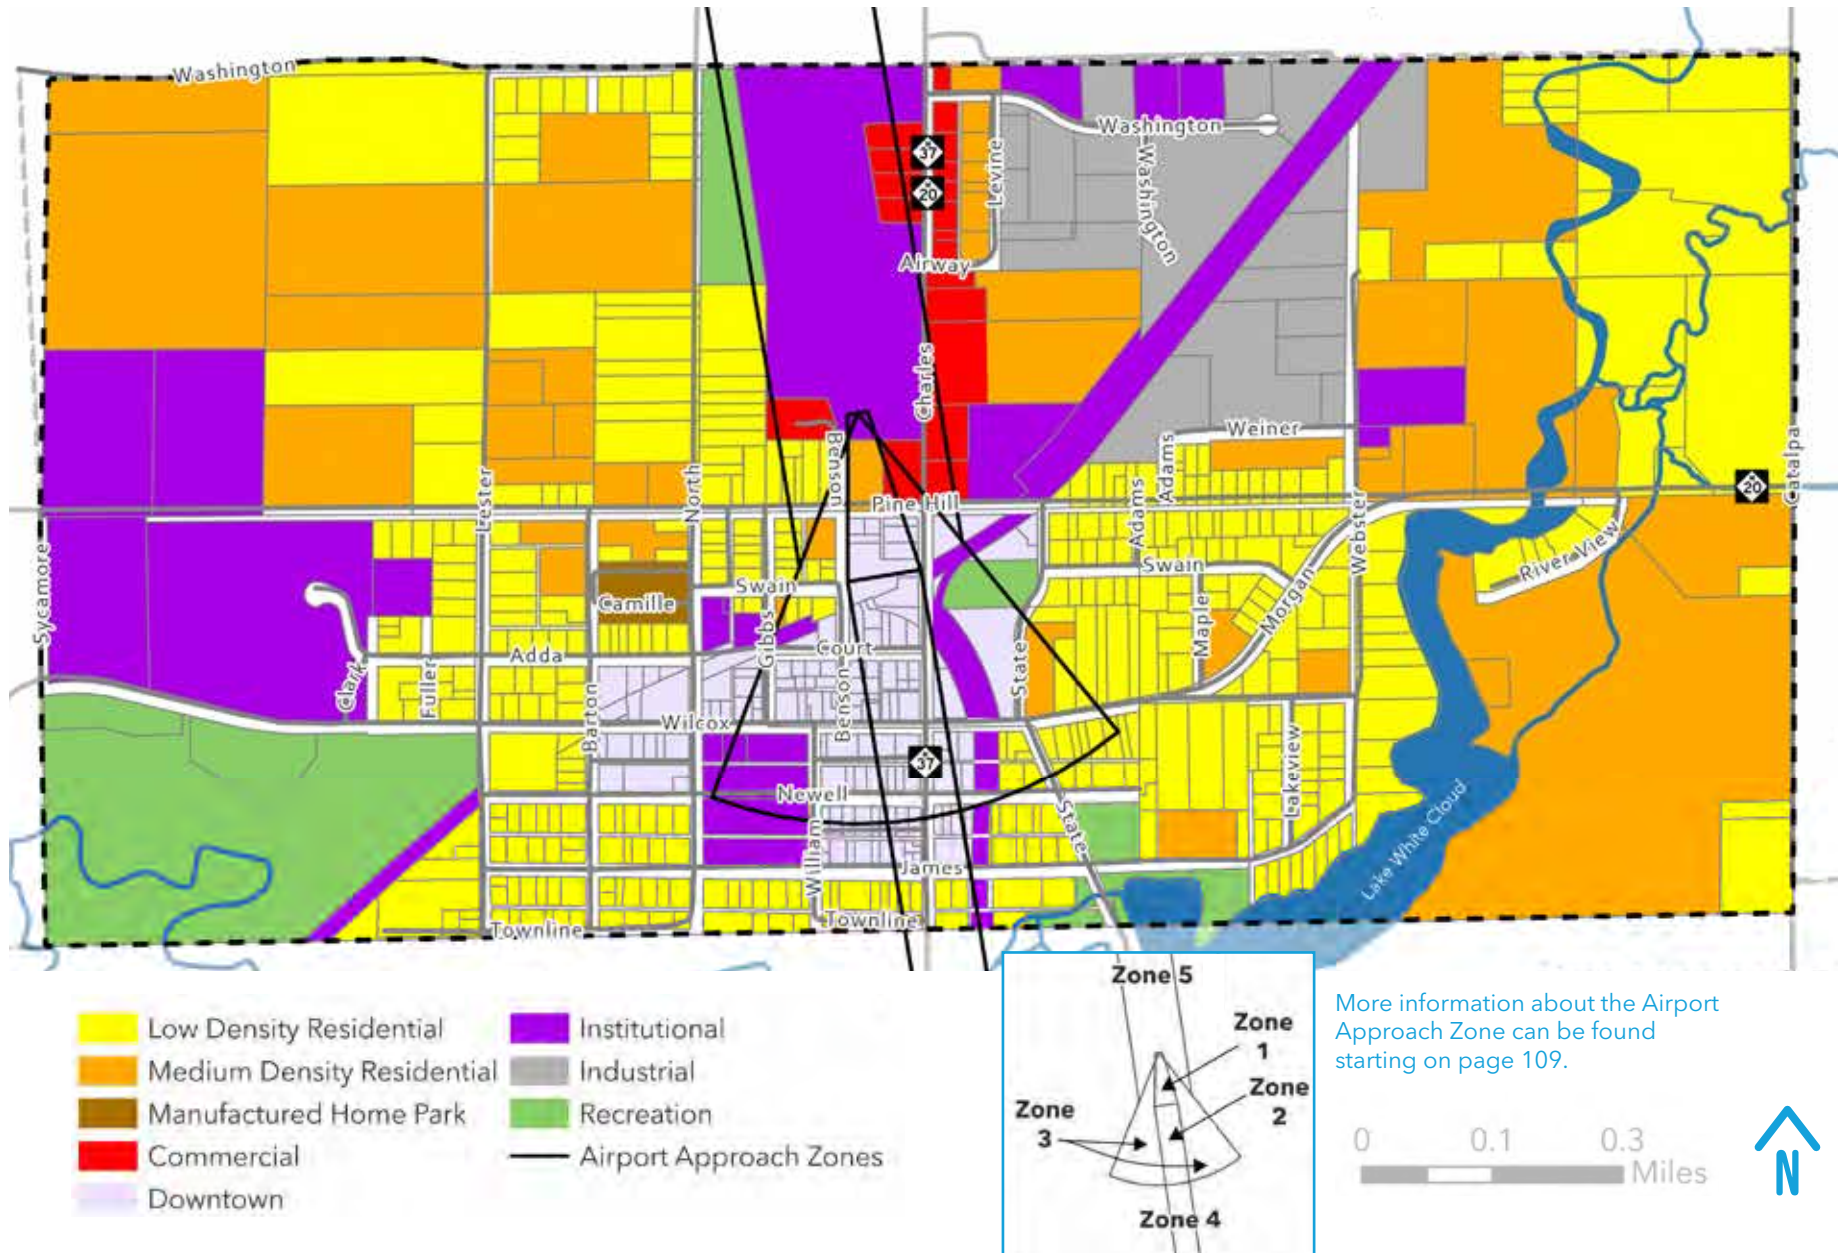 Washington
37
20
Washington
Washington
Levine
Airway
Charles
Benson
Pine Hill
Weiner
Adams
Adams
Lester
North
Webster
20
Catalpa
Sycamore
Camille
Swain
Gibbs
Court
Swain
Maple
Morgan
River View
Clark
Fuller
Adda
Barton
Wilcox
Benson
State
Lakeview
37
Newell
William
James
State
Lake White Cloud
Townline
Townline
Low Density Residential
Medium Density Residential
Manufactured Home Park
Commercial
Downtown
Institutional
Industrial
Recreation
Airport Approach Zones
Zone 5
Zone
1
Zone
2
Zone
3
Zone 4
More information about the Airport
Approach Zone can be found
starting on page 109.
0 0.1 0.3
Miles
N